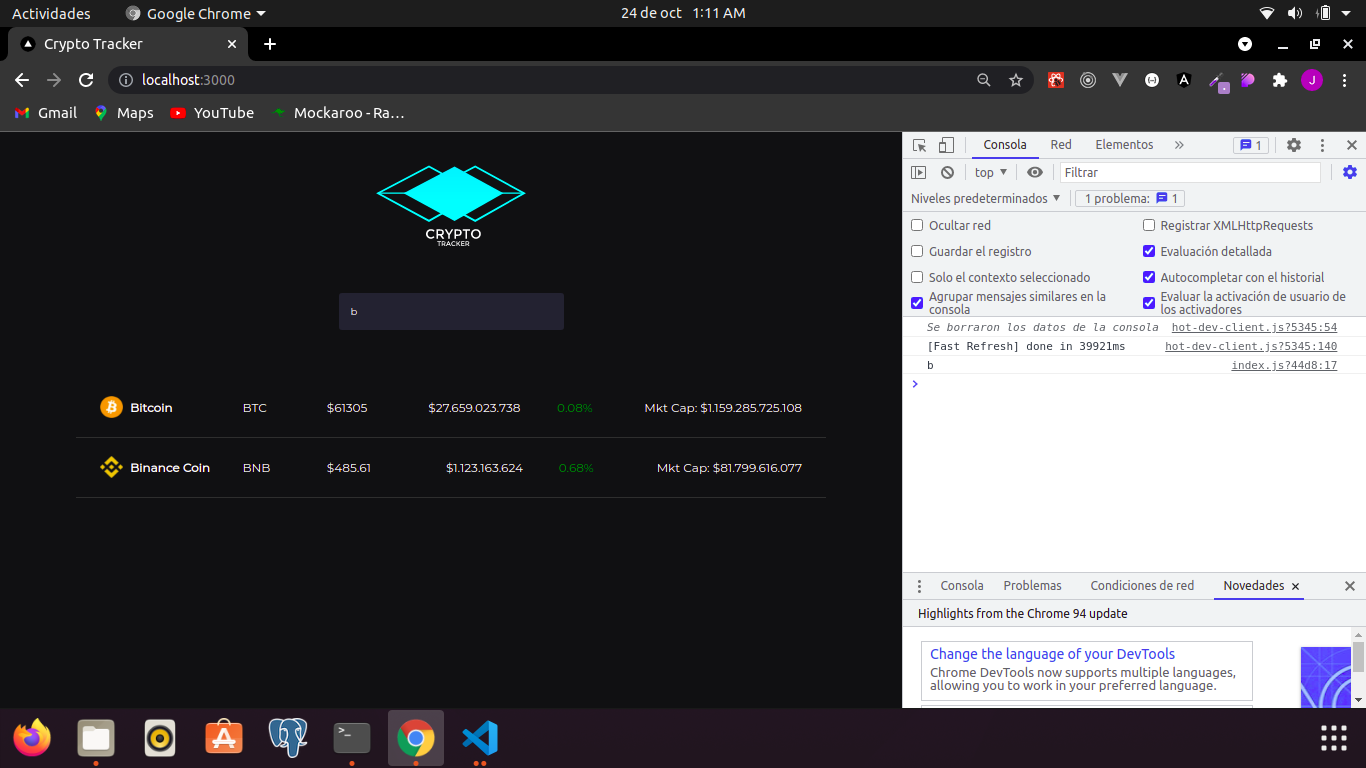 Actividades
Google Chrome
24 de oct 1:11 AM
Crypto Tracker
localhost:3000
J
Gmail
Maps
YouTube
Mockaroo - Ra…
CRYPTO
TRACKER
b
Bitcoin BTC $61305 $27.659.023.738 0.08% Mkt Cap: $1.159.285.725.108
Binance Coin BNB $485.61 $1.123.163.624 0.68% Mkt Cap: $81.799.616.077
Consola Red Elementos » 1
top Filtrar
Niveles predeterminados 1 problema: 1
Ocultar red Registrar XMLHttpRequests
Guardar el registro Evaluación detallada
Solo el contexto seleccionado Autocompletar con el historial
Agrupar mensajes similares en la
consola
Evaluar la activación de usuario de
los activadores
Se borraron los datos de la consola hot-dev-client.js?5345:54
[Fast Refresh] done in 39921ms hot-dev-client.js?5345:140
b index.js?44d8:17
Consola Problemas Condiciones de red Novedades
Highlights from the Chrome 94 update
Change the language of your DevTools
Chrome DevTools now supports multiple languages,
allowing you to work in your preferred language.